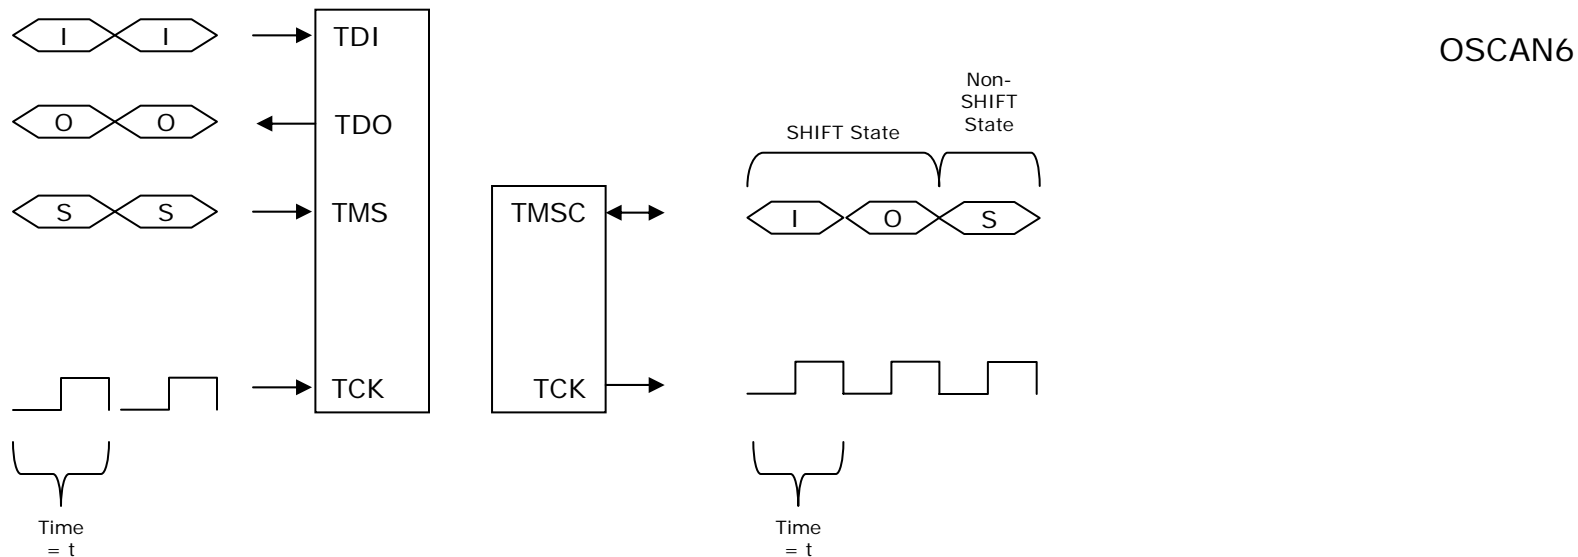 OSCAN6
I I
TDI
O O
TDO
S S
TMS
TCK
Time
= t
TMSC
TCK
SHIFT State
Non-
SHIFT
State
I O S
Time
= t